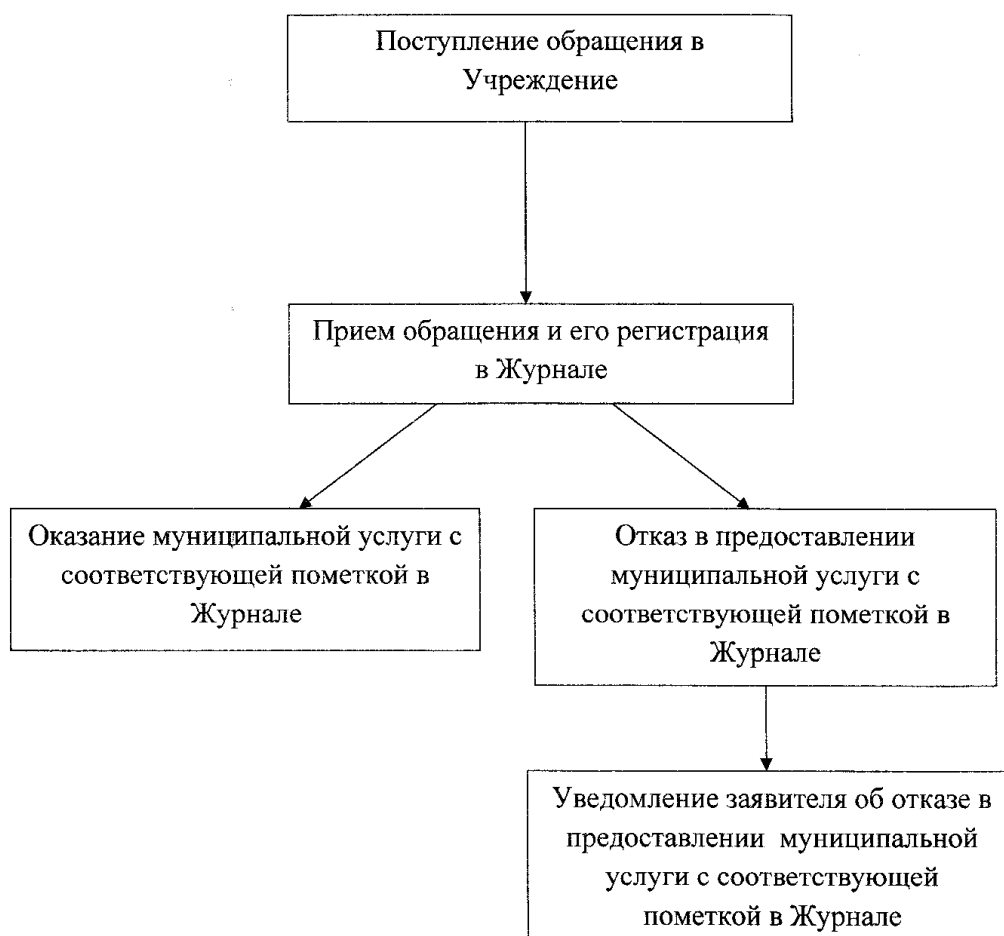 Поступление обращения в
Учреждение
Прием обращения и его регистрация
в Журнале
Оказание муниципальной услуги с
соответствующей пометкой в
Журнале
Отказ в предоставлении
муниципальной услуги с
соответствующей пометкой в
Журнале
Уведомление заявителя об отказе в
предоставлении муниципальной
услуги с соответствующей
пометкой в Журнале